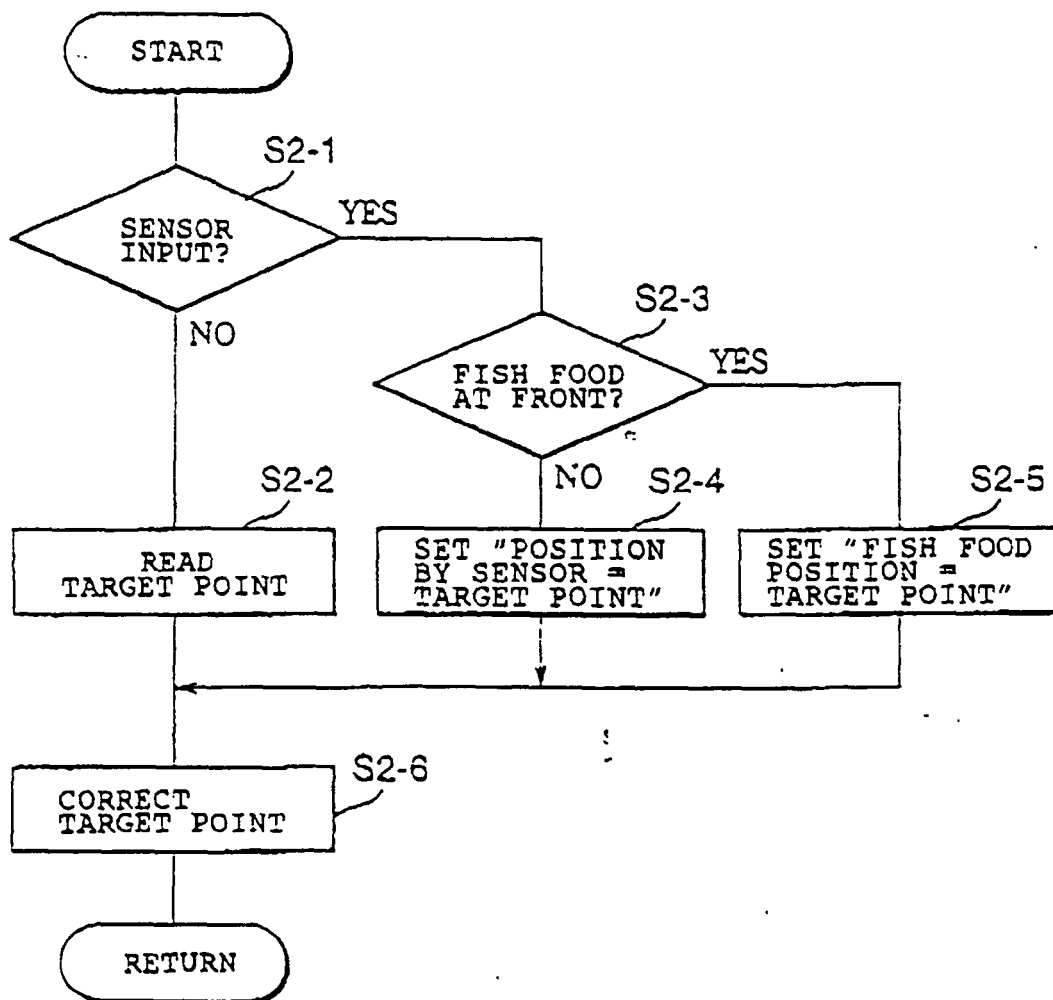 START
S2-1
SENSOR
INPUT?
YES
NO
S2-3
FISH FOOD
AT FRONT?
YES
NO
S2-2
READ
TARGET POINT
S2-4
SET "POSITION
BY SENSOR =
TARGET POINT"
S2-5
SET "FISH FOOD
POSITION =
TARGET POINT"
S2-6
CORRECT
TARGET POINT
RETURN